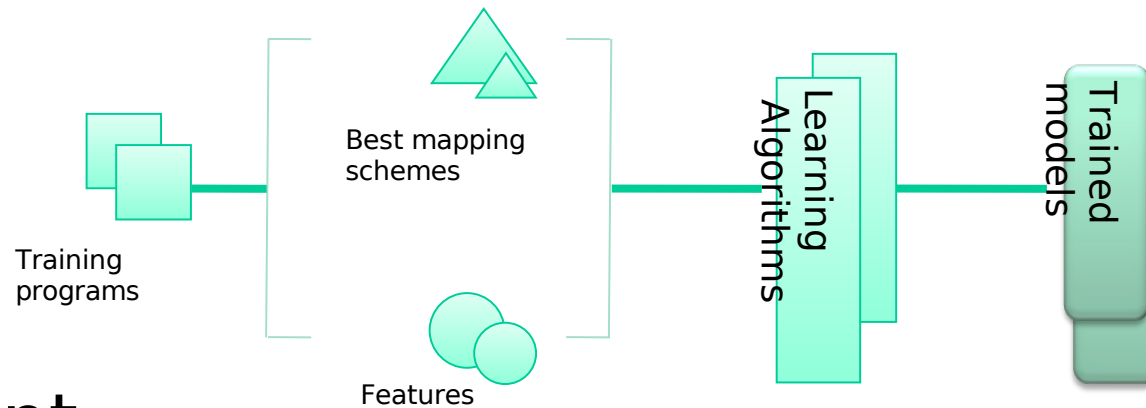 Best mapping
schemes
Training
programs
Features
Learning
Algorithms
Trained
models